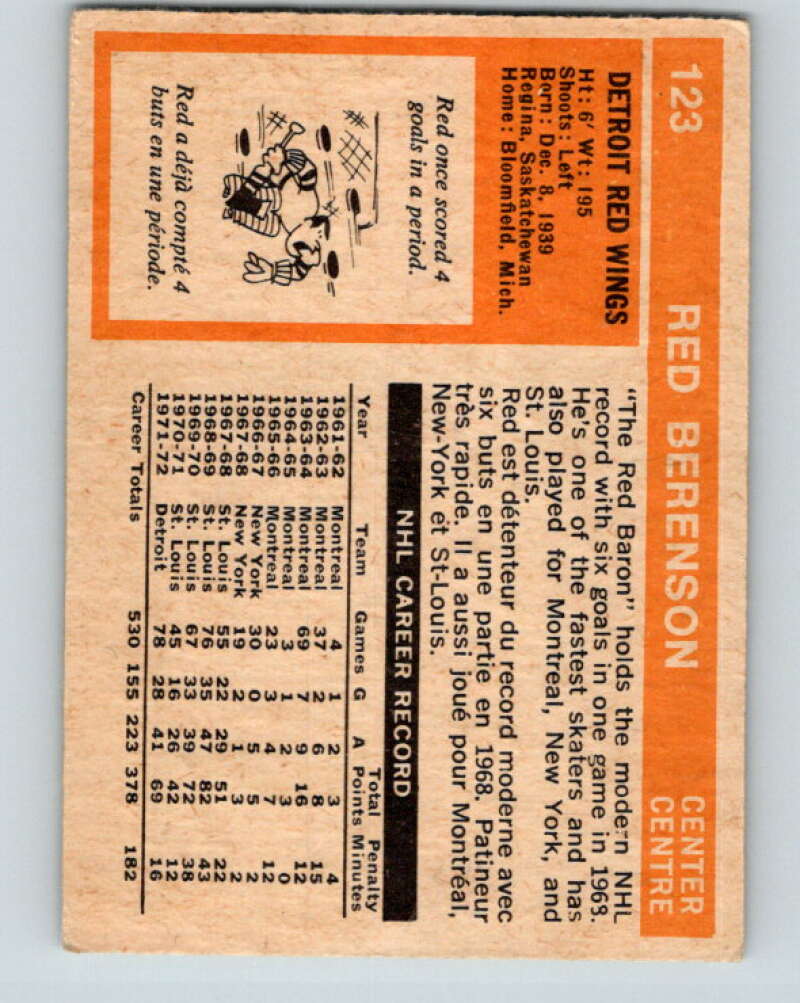 123 RED BERENSON CENTER
CENTRE
DETROIT RED WINGS
Ht: 6' Wt: 195
Shoots: Left
Born: Dec. 8, 1939
Regina, Saskatchewan
Home: Bloomfield, Mich.
Red once scored 4
goals in a period.
Red a déjà compté 4
buts en une période.
"The Red Baron" holds the modern NHL
record with six goals in one game in 1968.
He's one of the fastest skaters and has
also played for Montreal, New York, and
St. Louis.
Red est détenteur du record moderne avec
six buts en une partie en 1968. Patineur
très rapide. Il a aussi joué pour Montréal,
New-York et St-Louis.
NHL CAREER RECORD
Total Penalty
Year Team Games G A Points Minutes
1961-62 Montreal 4 1 2 3 4
1962-63 Montreal 37 2 6 8 15
1963-64 Montreal 69 7 9 16 12
1964-65 Montreal 3 1 2 3 0
1965-66 Montreal 23 3 4 7 12
1966-67 New York 30 0 5 5 2
1967-68 New York 19 2 1 3 2
1967-68 St. Louis 55 22 29 51 22
1968-69 St. Louis 76 35 47 82 43
1969-70 St. Louis 67 33 39 72 38
1970-71 St. Louis 45 16 26 42 12
1971-72 Detroit 78 28 41 69 16
Career Totals 530 155 223 378 182